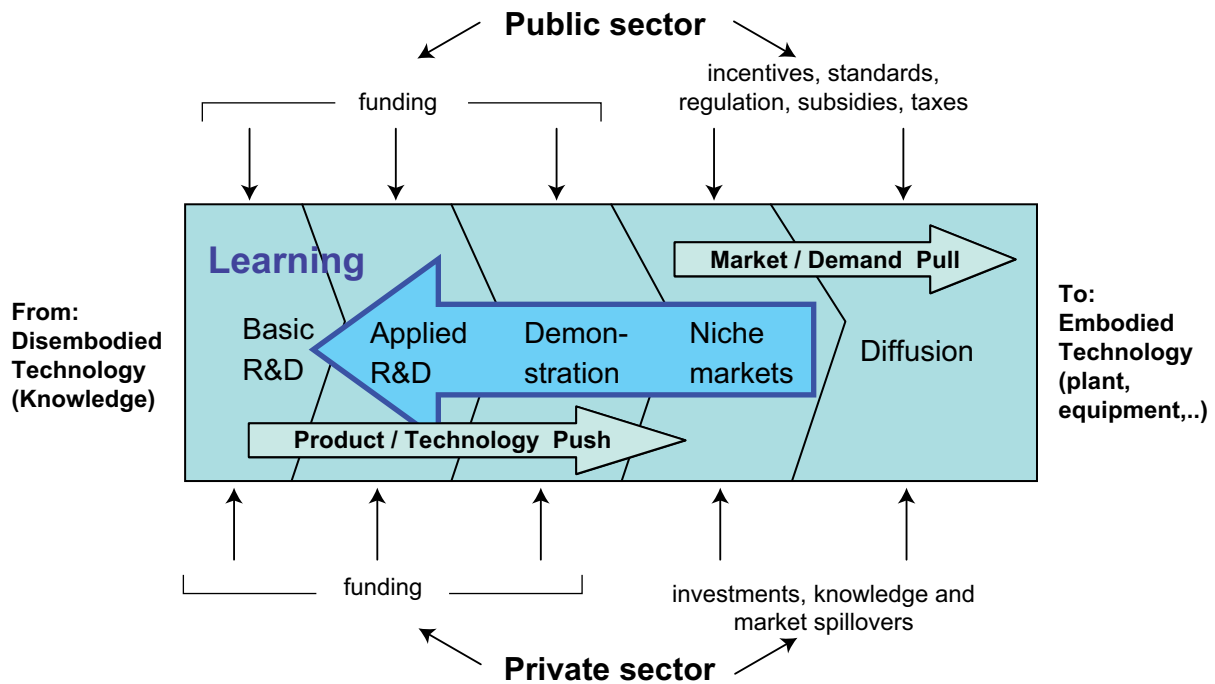 Public sector
funding
incentives, standards,
regulation, subsidies, taxes
Learning
Market / Demand Pull
From:
Disembodied
Technology
(Knowledge)
Basic
R&D
Applied
R&D
Demon-
stration
Niche
markets
Diffusion
To:
Embodied
Technology
(plant,
equipment,..)
Product / Technology Push
funding
investments, knowledge and
market spillovers
Private sector